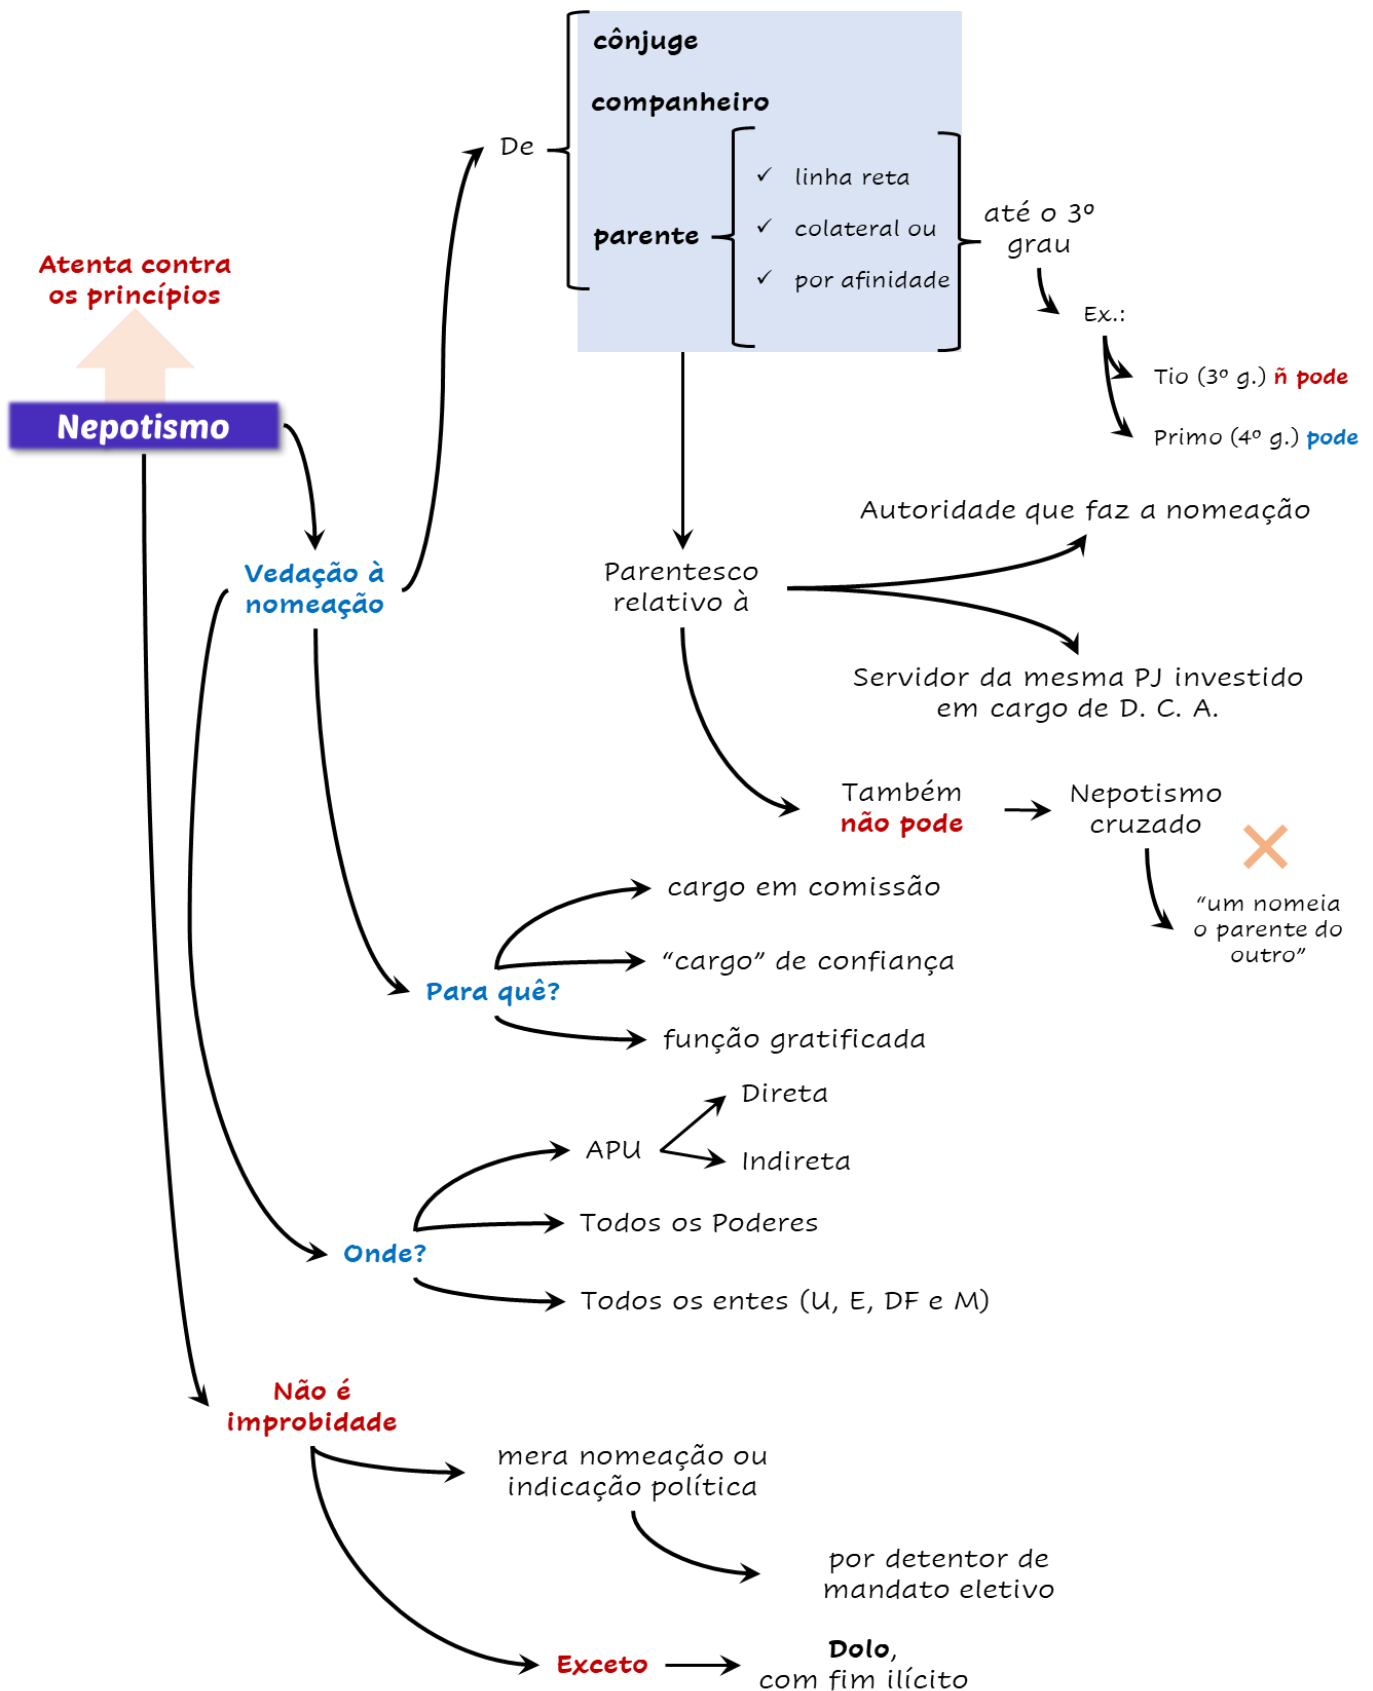 cônjuge
companheiro
De
parente
✓ linha reta
✓ colateral ou
✓ por afinidade
até o 3º
grau
Ex.:
Tio (3º g.) ñ pode
Primo (4º g.) pode
Atenta contra
os princípios
Nepotismo
Vedação à
nomeação
Parentesco
relativo à
Autoridade que faz a nomeação
Servidor da mesma PJ investido
em cargo de D. C. A.
Também
não pode
Nepotismo
cruzado
“um nomeia
o parente do
outro”
Para quê?
cargo em comissão
“cargo” de confiança
função gratificada
Onde?
APU
Direta
Indireta
Todos os Poderes
Todos os entes (U, E, DF e M)
Não é
improbidade
mera nomeação ou
indicação política
por detentor de
mandato eletivo
Exceto
Dolo,
com fim ilícito